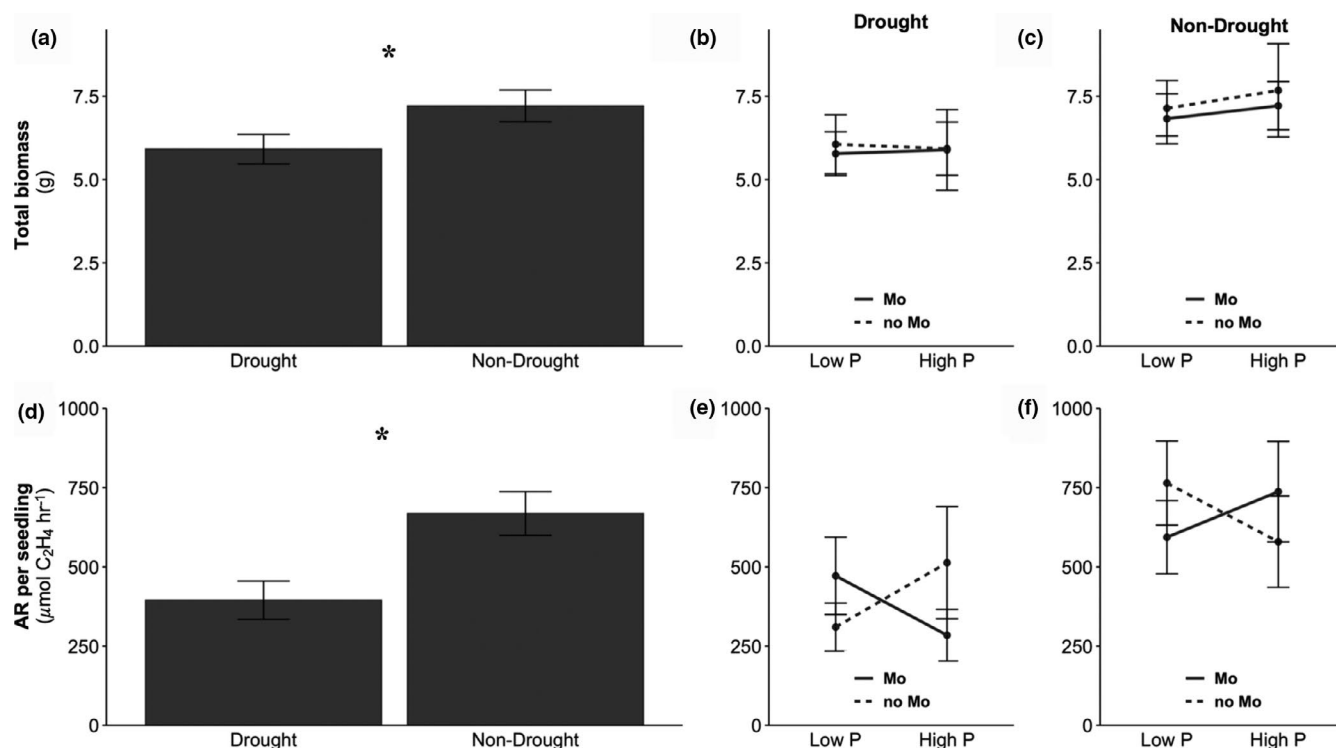 (a)
*
Total biomass
(g)
7.5
5.0
2.5
0.0
Drought
Non-Drought
(b)
Drought
7.5
5.0
2.5
0.0
Mo
no Mo
Low P
High P
(c)
Non-Drought
7.5
5.0
2.5
0.0
Mo
no Mo
Low P
High P
(d)
*
AR per seedling
(μmol C₂H₄ hr⁻¹)
1000
750
500
250
0
Drought
Non-Drought
(e)
1000
750
500
250
0
Mo
no Mo
Low P
High P
(f)
1000
750
500
250
0
Mo
no Mo
Low P
High P